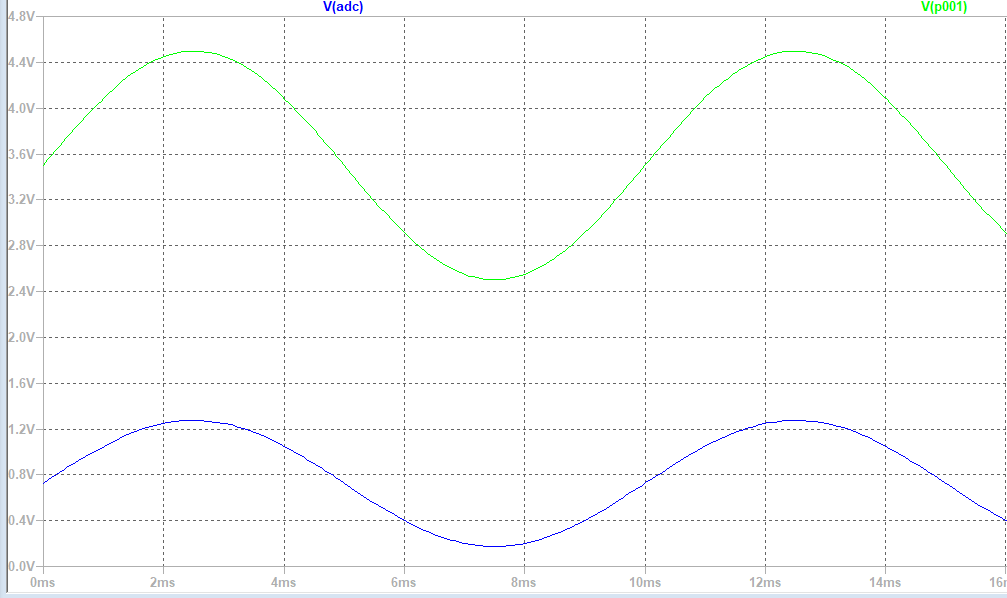 V(adc) V(p001)
4.8V
4.4V
4.0V
3.6V
3.2V
2.8V
2.4V
2.0V
1.6V
1.2V
0.8V
0.4V
0.0V
0ms 2ms 4ms 6ms 8ms 10ms 12ms 14ms 16m